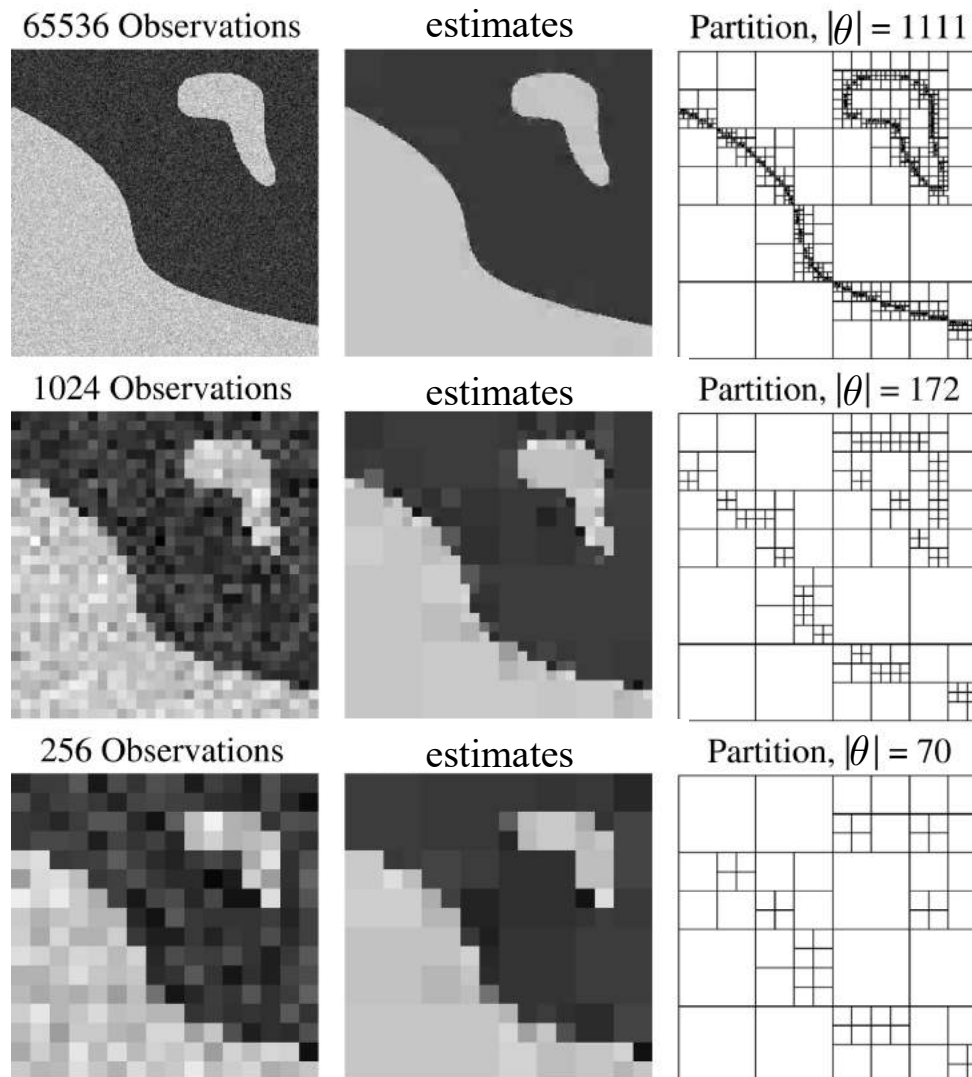 65536 Observations
estimates
Partition, |θ| = 1111
1024 Observations
estimates
Partition, |θ| = 172
256 Observations
estimates
Partition, |θ| = 70